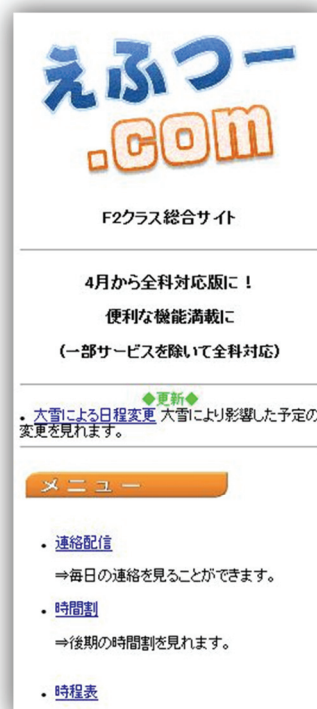 えふつー
.com
F2クラス総合サイト
4月から全科対応版に！
便利な機能満載に
（一部サービスを除いて全科対応）
◆更新◆
・大雪による日程変更 大雪により影響した予定の
変更を見れます。
メニュー
・連絡配信
⇒毎日の連絡を見ることができます。
・時間割
⇒後期の時間割を見れます。
・時程表